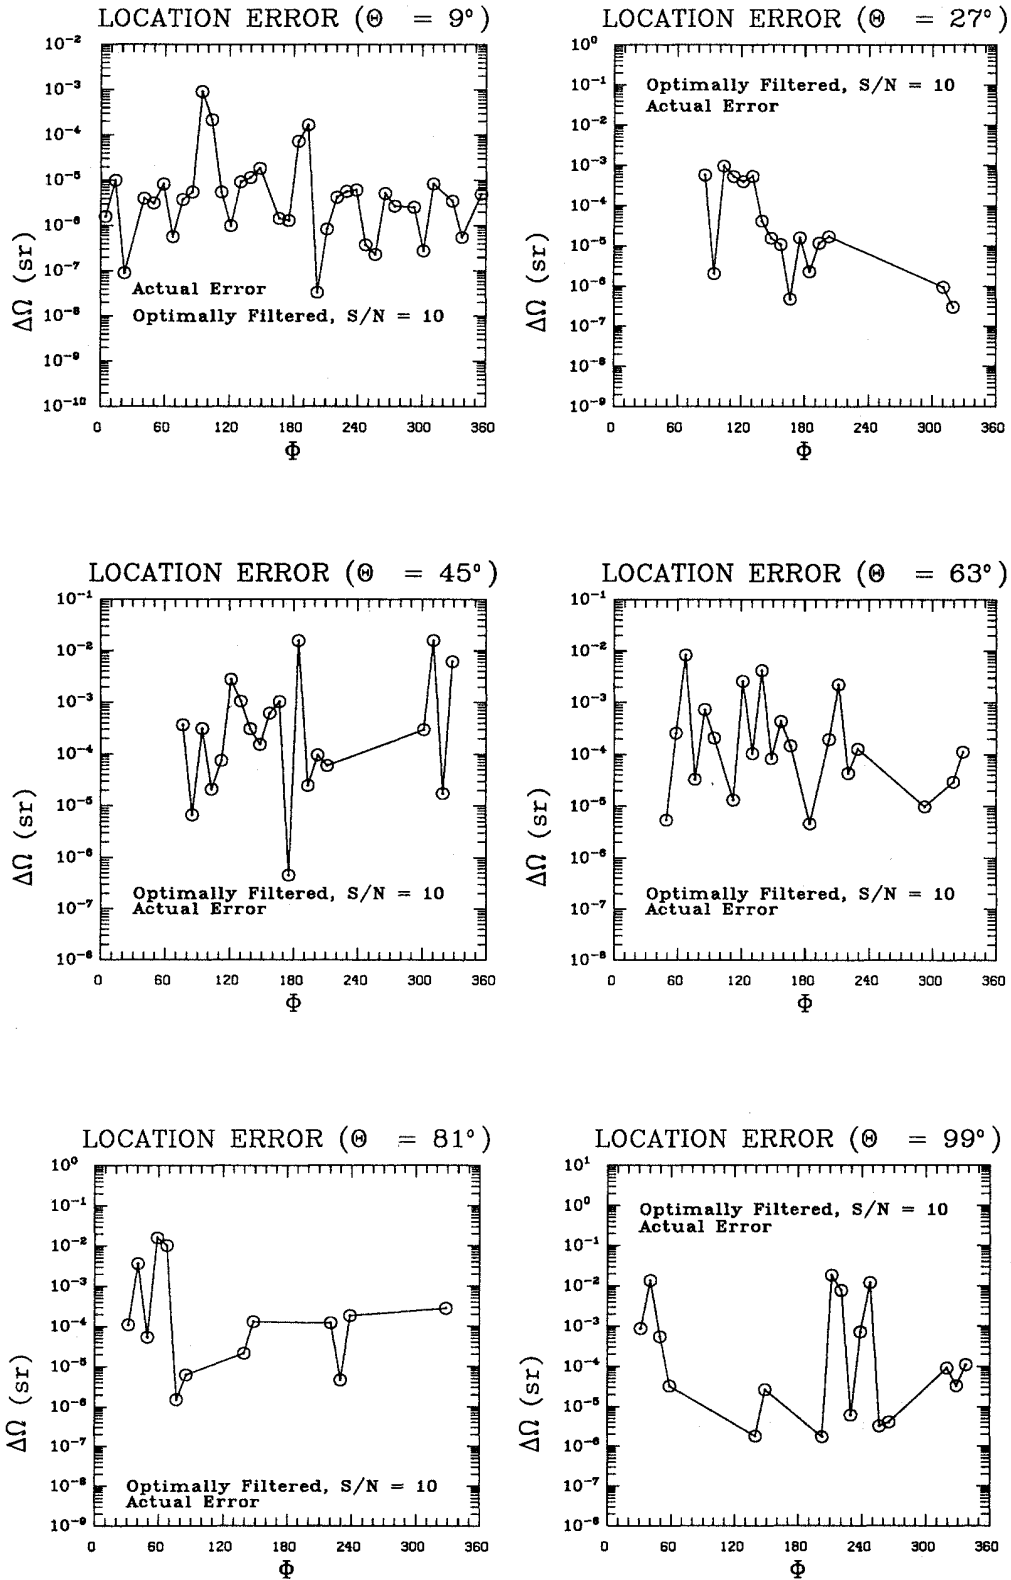 LOCATION ERROR (Θ = 9°)
10⁻²
10⁻³
10⁻⁴
10⁻⁵
10⁻⁶
10⁻⁷
10⁻⁸
10⁻⁹
10⁻¹⁰
ΔΩ (sr)
Actual Error
Optimally Filtered, S/N = 10
0 60 120 180 240 300 360
Φ
LOCATION ERROR (Θ = 27°)
10⁰
10⁻¹
10⁻²
10⁻³
10⁻⁴
10⁻⁵
10⁻⁶
10⁻⁷
10⁻⁸
10⁻⁹
ΔΩ (sr)
Optimally Filtered, S/N = 10
Actual Error
0 60 120 180 240 300 360
Φ
LOCATION ERROR (Θ = 45°)
10⁻¹
10⁻²
10⁻³
10⁻⁴
10⁻⁵
10⁻⁶
10⁻⁷
10⁻⁸
ΔΩ (sr)
Optimally Filtered, S/N = 10
Actual Error
0 60 120 180 240 300 360
Φ
LOCATION ERROR (Θ = 63°)
10⁻¹
10⁻²
10⁻³
10⁻⁴
10⁻⁵
10⁻⁶
10⁻⁷
10⁻⁸
ΔΩ (sr)
Optimally Filtered, S/N = 10
Actual Error
0 60 120 180 240 300 360
Φ
LOCATION ERROR (Θ = 81°)
10⁰
10⁻¹
10⁻²
10⁻³
10⁻⁴
10⁻⁵
10⁻⁶
10⁻⁷
10⁻⁸
10⁻⁹
ΔΩ (sr)
Optimally Filtered, S/N = 10
Actual Error
0 60 120 180 240 300 360
Φ
LOCATION ERROR (Θ = 99°)
10¹
10⁰
10⁻¹
10⁻²
10⁻³
10⁻⁴
10⁻⁵
10⁻⁶
10⁻⁷
10⁻⁸
ΔΩ (sr)
Optimally Filtered, S/N = 10
Actual Error
0 60 120 180 240 300 360
Φ